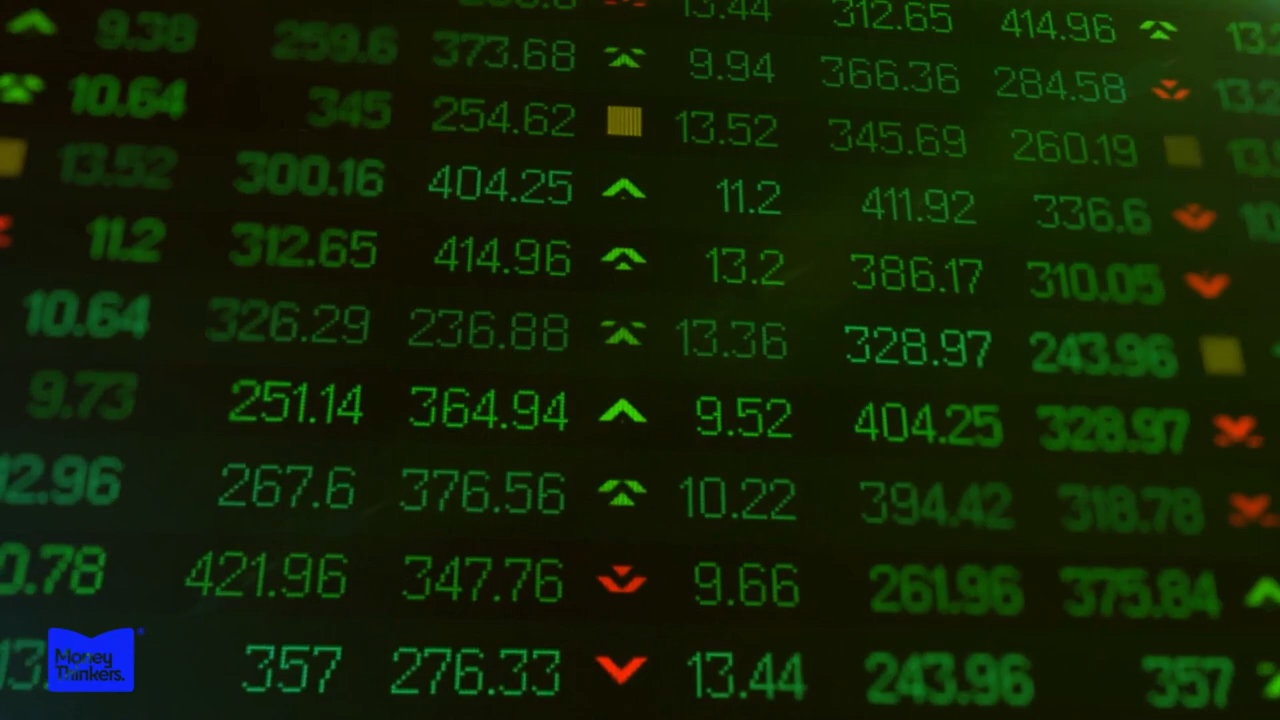 13.44 312.65 414.96
9.38 259.6 373.68 9.94 366.36 284.58
10.64 345 254.62 13.52 345.69 260.19
13.52 300.16 404.25 11.2 411.92 336.6
11.2 312.65 414.96 13.2 386.17 310.05
10.64 326.29 236.88 13.36 328.97 243.96
9.73 251.14 364.94 9.52 404.25 328.97
12.96 267.6 376.56 10.22 394.42 318.78
0.78 421.96 347.76 9.66 261.96 375.84
13. 357 276.33 13.44 243.96 357
Money
Thinkers.